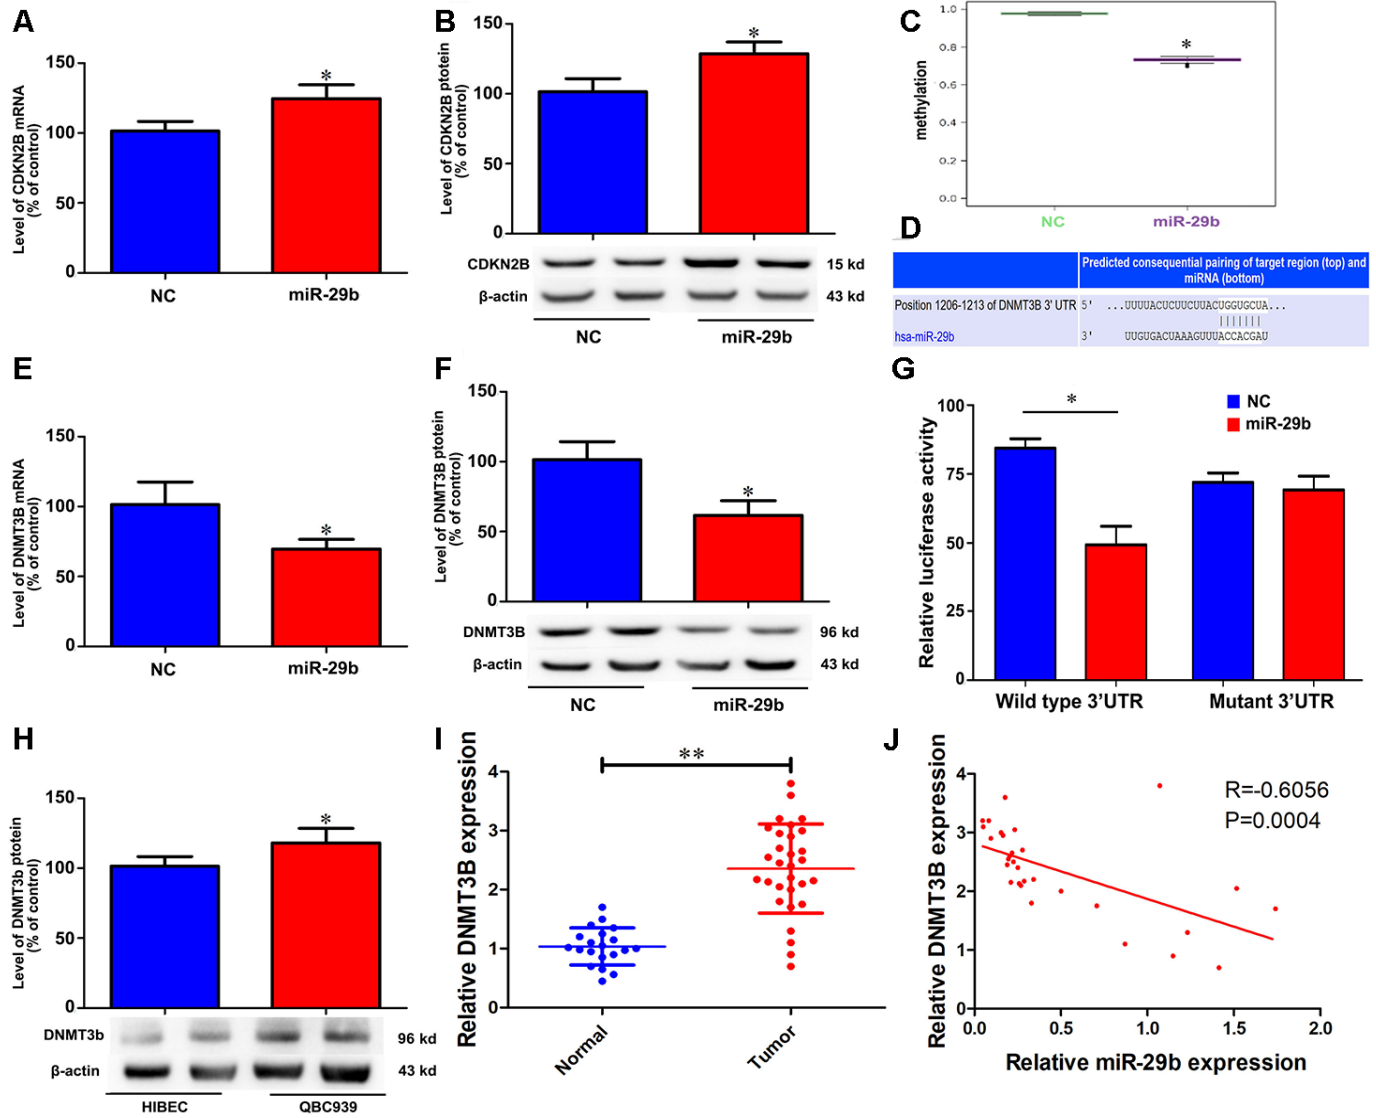 A
Level of CDKN2B mRNA
(% of control)
150
100
50
0
*
NC
miR-29b
B
Level of CDKN2B ptotein
(% of control)
150
100
50
0
*
CDKN2B
15 kd
β-actin
43 kd
NC
miR-29b
C
methylation
1.0
0.8
0.6
0.4
0.2
0.0
*
NC
miR-29b
D
Predicted consequential pairing of target region (top) and
miRNA (bottom)
Position 1206-1213 of DNMT3B 3' UTR 5' ...UUUUACUCUUCUUACUGGUGCUA...
hsa-miR-29b 3' UUGUGACUAAAGUUUACCACGAU
E
Level of DNMT3B mRNA
(% of control)
150
100
50
0
*
NC
miR-29b
F
Level of DNMT3B ptotein
(% of control)
150
100
50
0
*
DNMT3B
96 kd
β-actin
43 kd
NC
miR-29b
G
Relative luciferase activity
100
75
50
25
0
*
NC
miR-29b
Wild type 3’UTR
Mutant 3’UTR
H
Level of DNMT3b ptotein
(% of control)
150
100
50
0
*
DNMT3b
96 kd
β-actin
43 kd
HIBEC
QBC939
I
Relative DNMT3B expression
4
3
2
1
0
**
Normal
Tumor
J
Relative DNMT3B expression
4
3
2
1
0
R=-0.6056
P=0.0004
0.0
0.5
1.0
1.5
2.0
Relative miR-29b expression